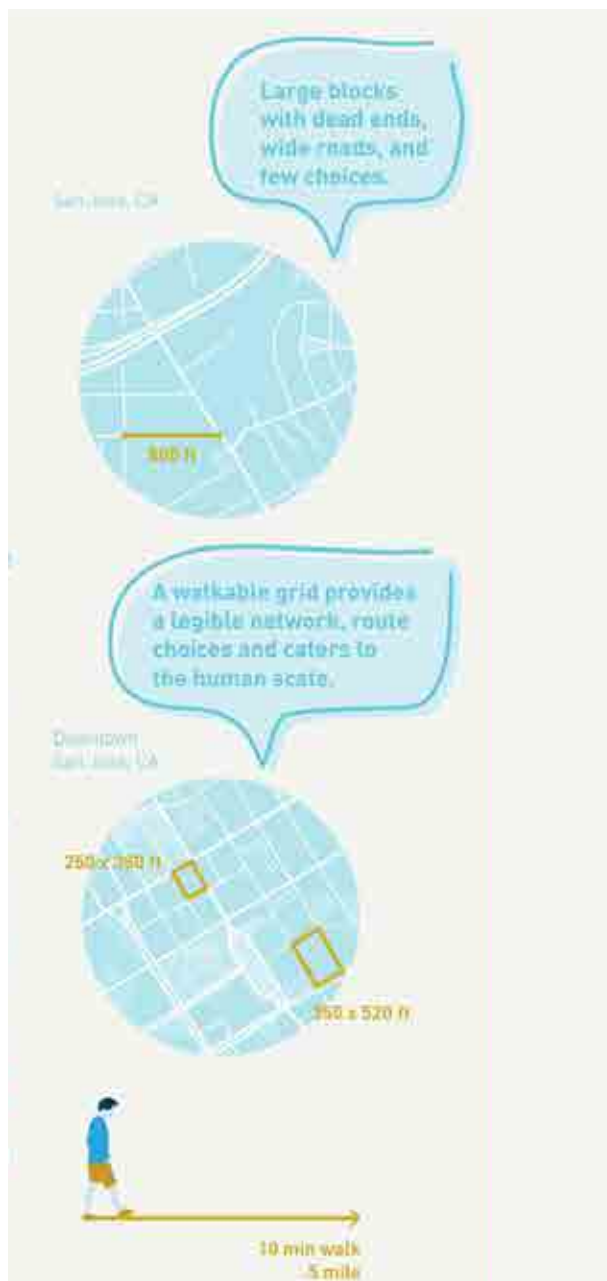 Large blocks
with dead ends,
wide roads, and
few choices.
San Jose, CA
800 ft
A walkable grid provides
a legible network, route
choices and caters to
the human scale.
Downtown
San Jose, CA
250 x 350 ft
350 x 520 ft
10 min walk
.5 mile